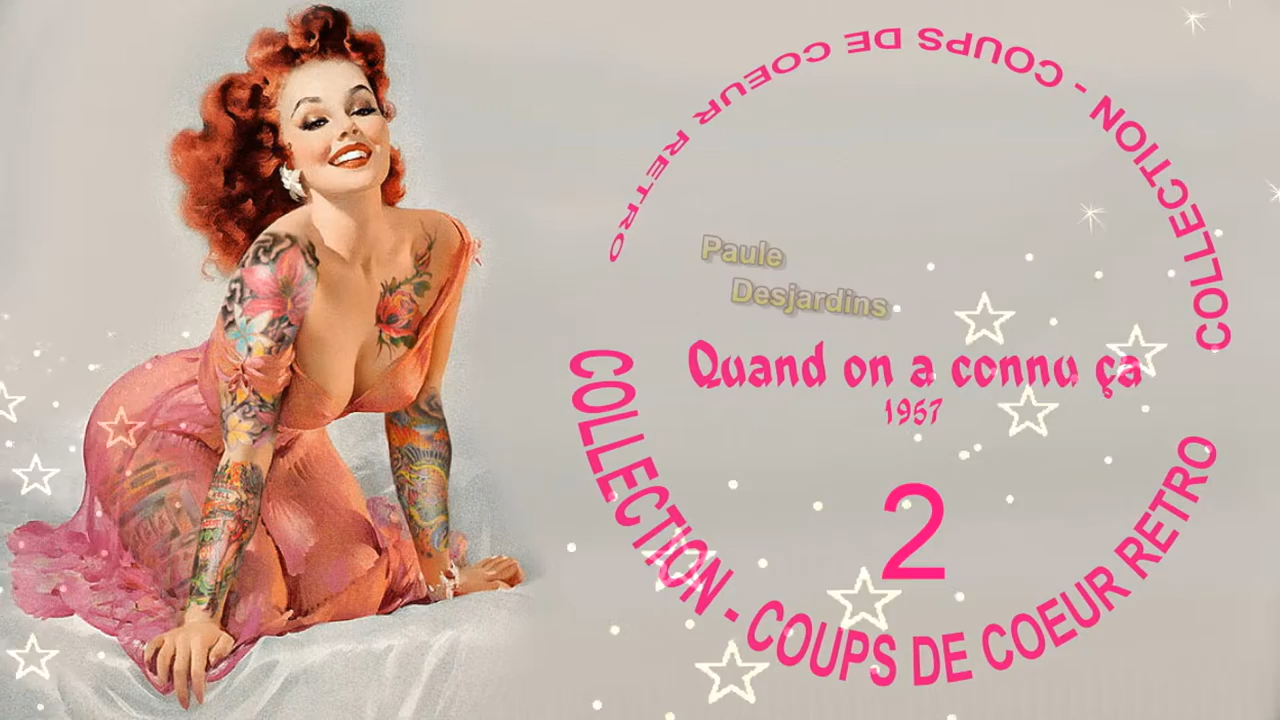 COLLECTION - COUPS DE COEUR RETRO
Paule
Desjardins
Quand on a connu ça
1957
2
COLLECTION - COUPS DE COEUR RETRO